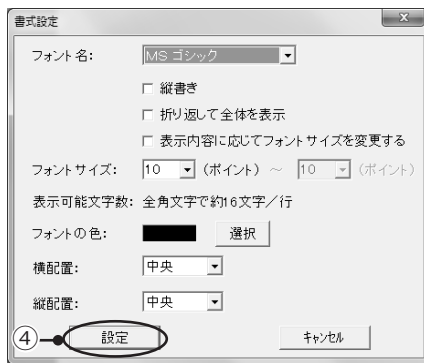 書式設定
フォント名: MS ゴシック
縦書き
折り返して全体を表示
表示内容に応じてフォントサイズを変更する
フォントサイズ: 10 (ポイント) ～ 10 (ポイント)
表示可能文字数: 全角文字で約16文字／行
フォントの色: 選択
横配置: 中央
縦配置: 中央
④ 設定 キャンセル